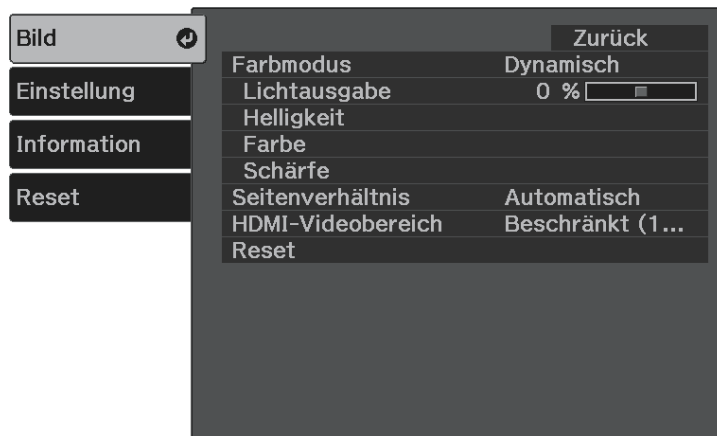 Bild
Einstellung
Information
Reset
Zurück
Farbmodus Dynamisch
Lichtausgabe 0 %
Helligkeit
Farbe
Schärfe
Seitenverhältnis Automatisch
HDMI-Videobereich Beschränkt (1...
Reset